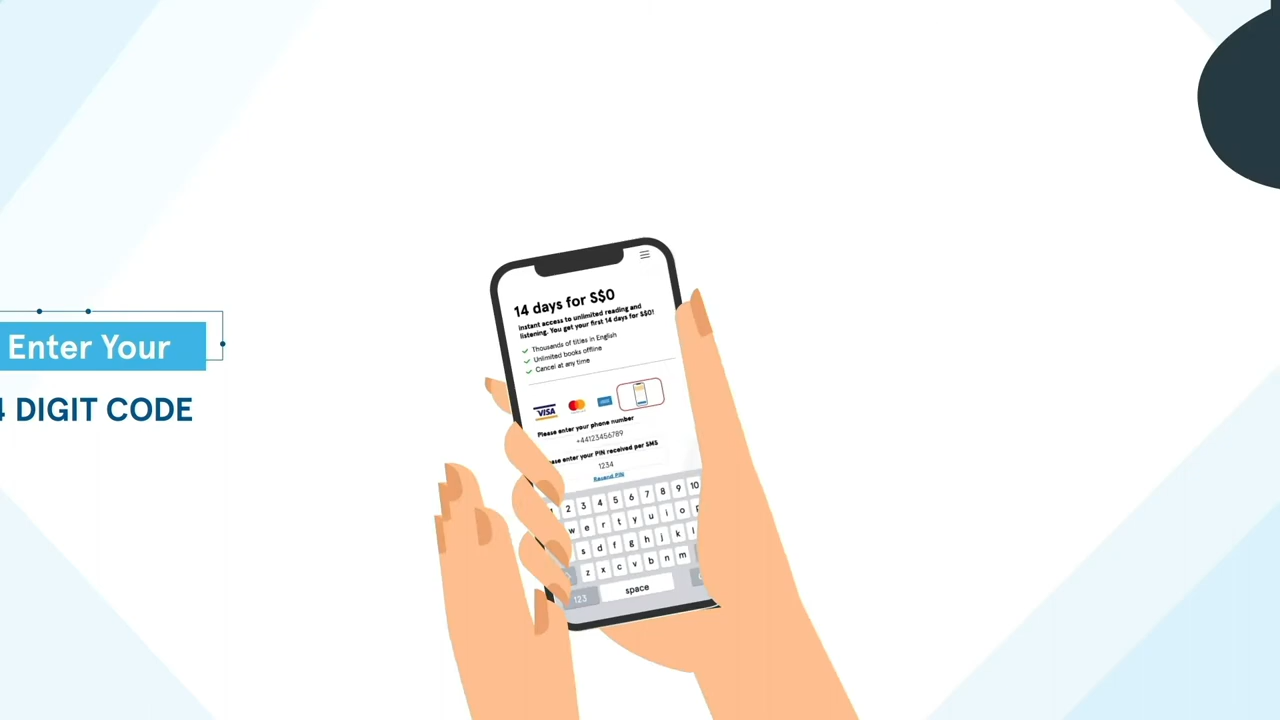 Enter Your
4 DIGIT CODE
14 days for S$0
Instant access to unlimited reading and
listening. You get your first 14 days for S$0!
Thousands of titles in English
Unlimited books offline
Cancel at any time
VISA
Please enter your phone number
+44123456789
enter your PIN received per SMS
1234
Resend PIN
2 3 4 5 6 7 8 9 10
w e r t y u i o p
s d f g h j k l
z x c v b n m
123 space